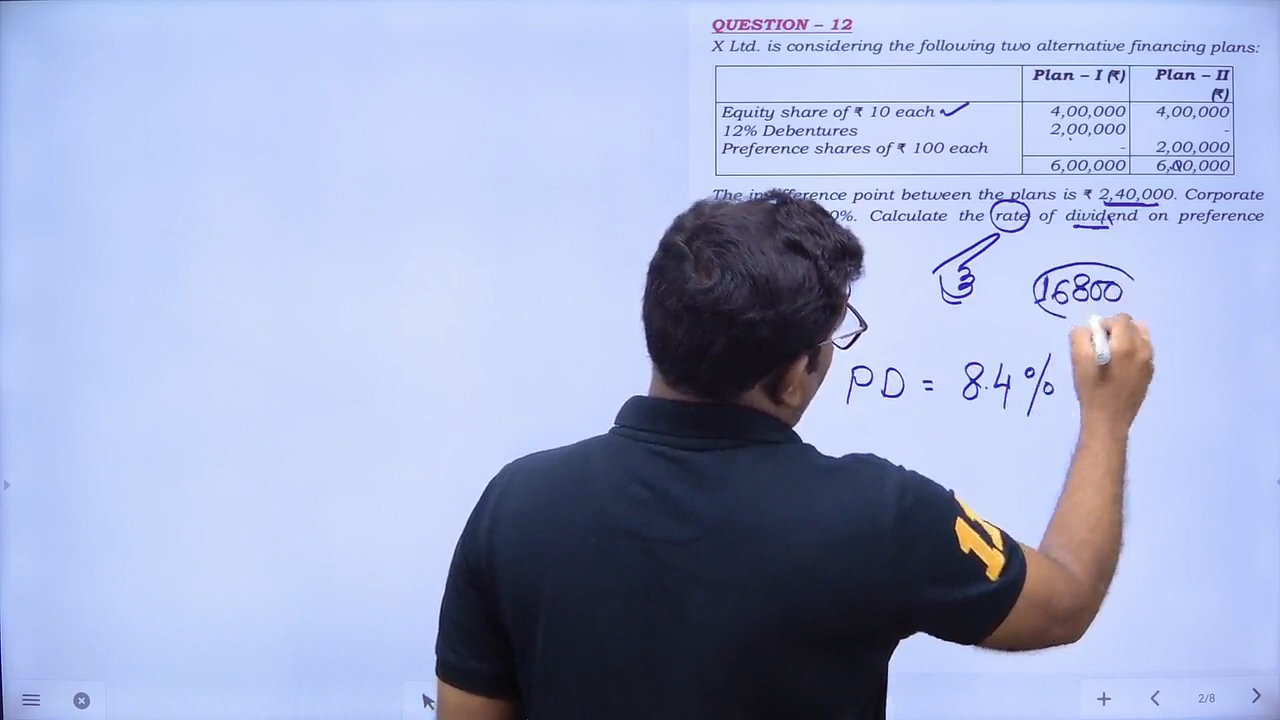 QUESTION – 12
X Ltd. is considering the following two alternative financing plans:
Plan – I (₹) Plan – II (₹)
Equity share of ₹ 10 each 4,00,000 4,00,000
12% Debentures 2,00,000 -
Preference shares of ₹ 100 each - 2,00,000
6,00,000 6,00,000
The between the plans is ₹ 2,40,000. Corporate
0%. Calculate the rate of dividend on preference
16800
PD = 8.4%
12
2/8